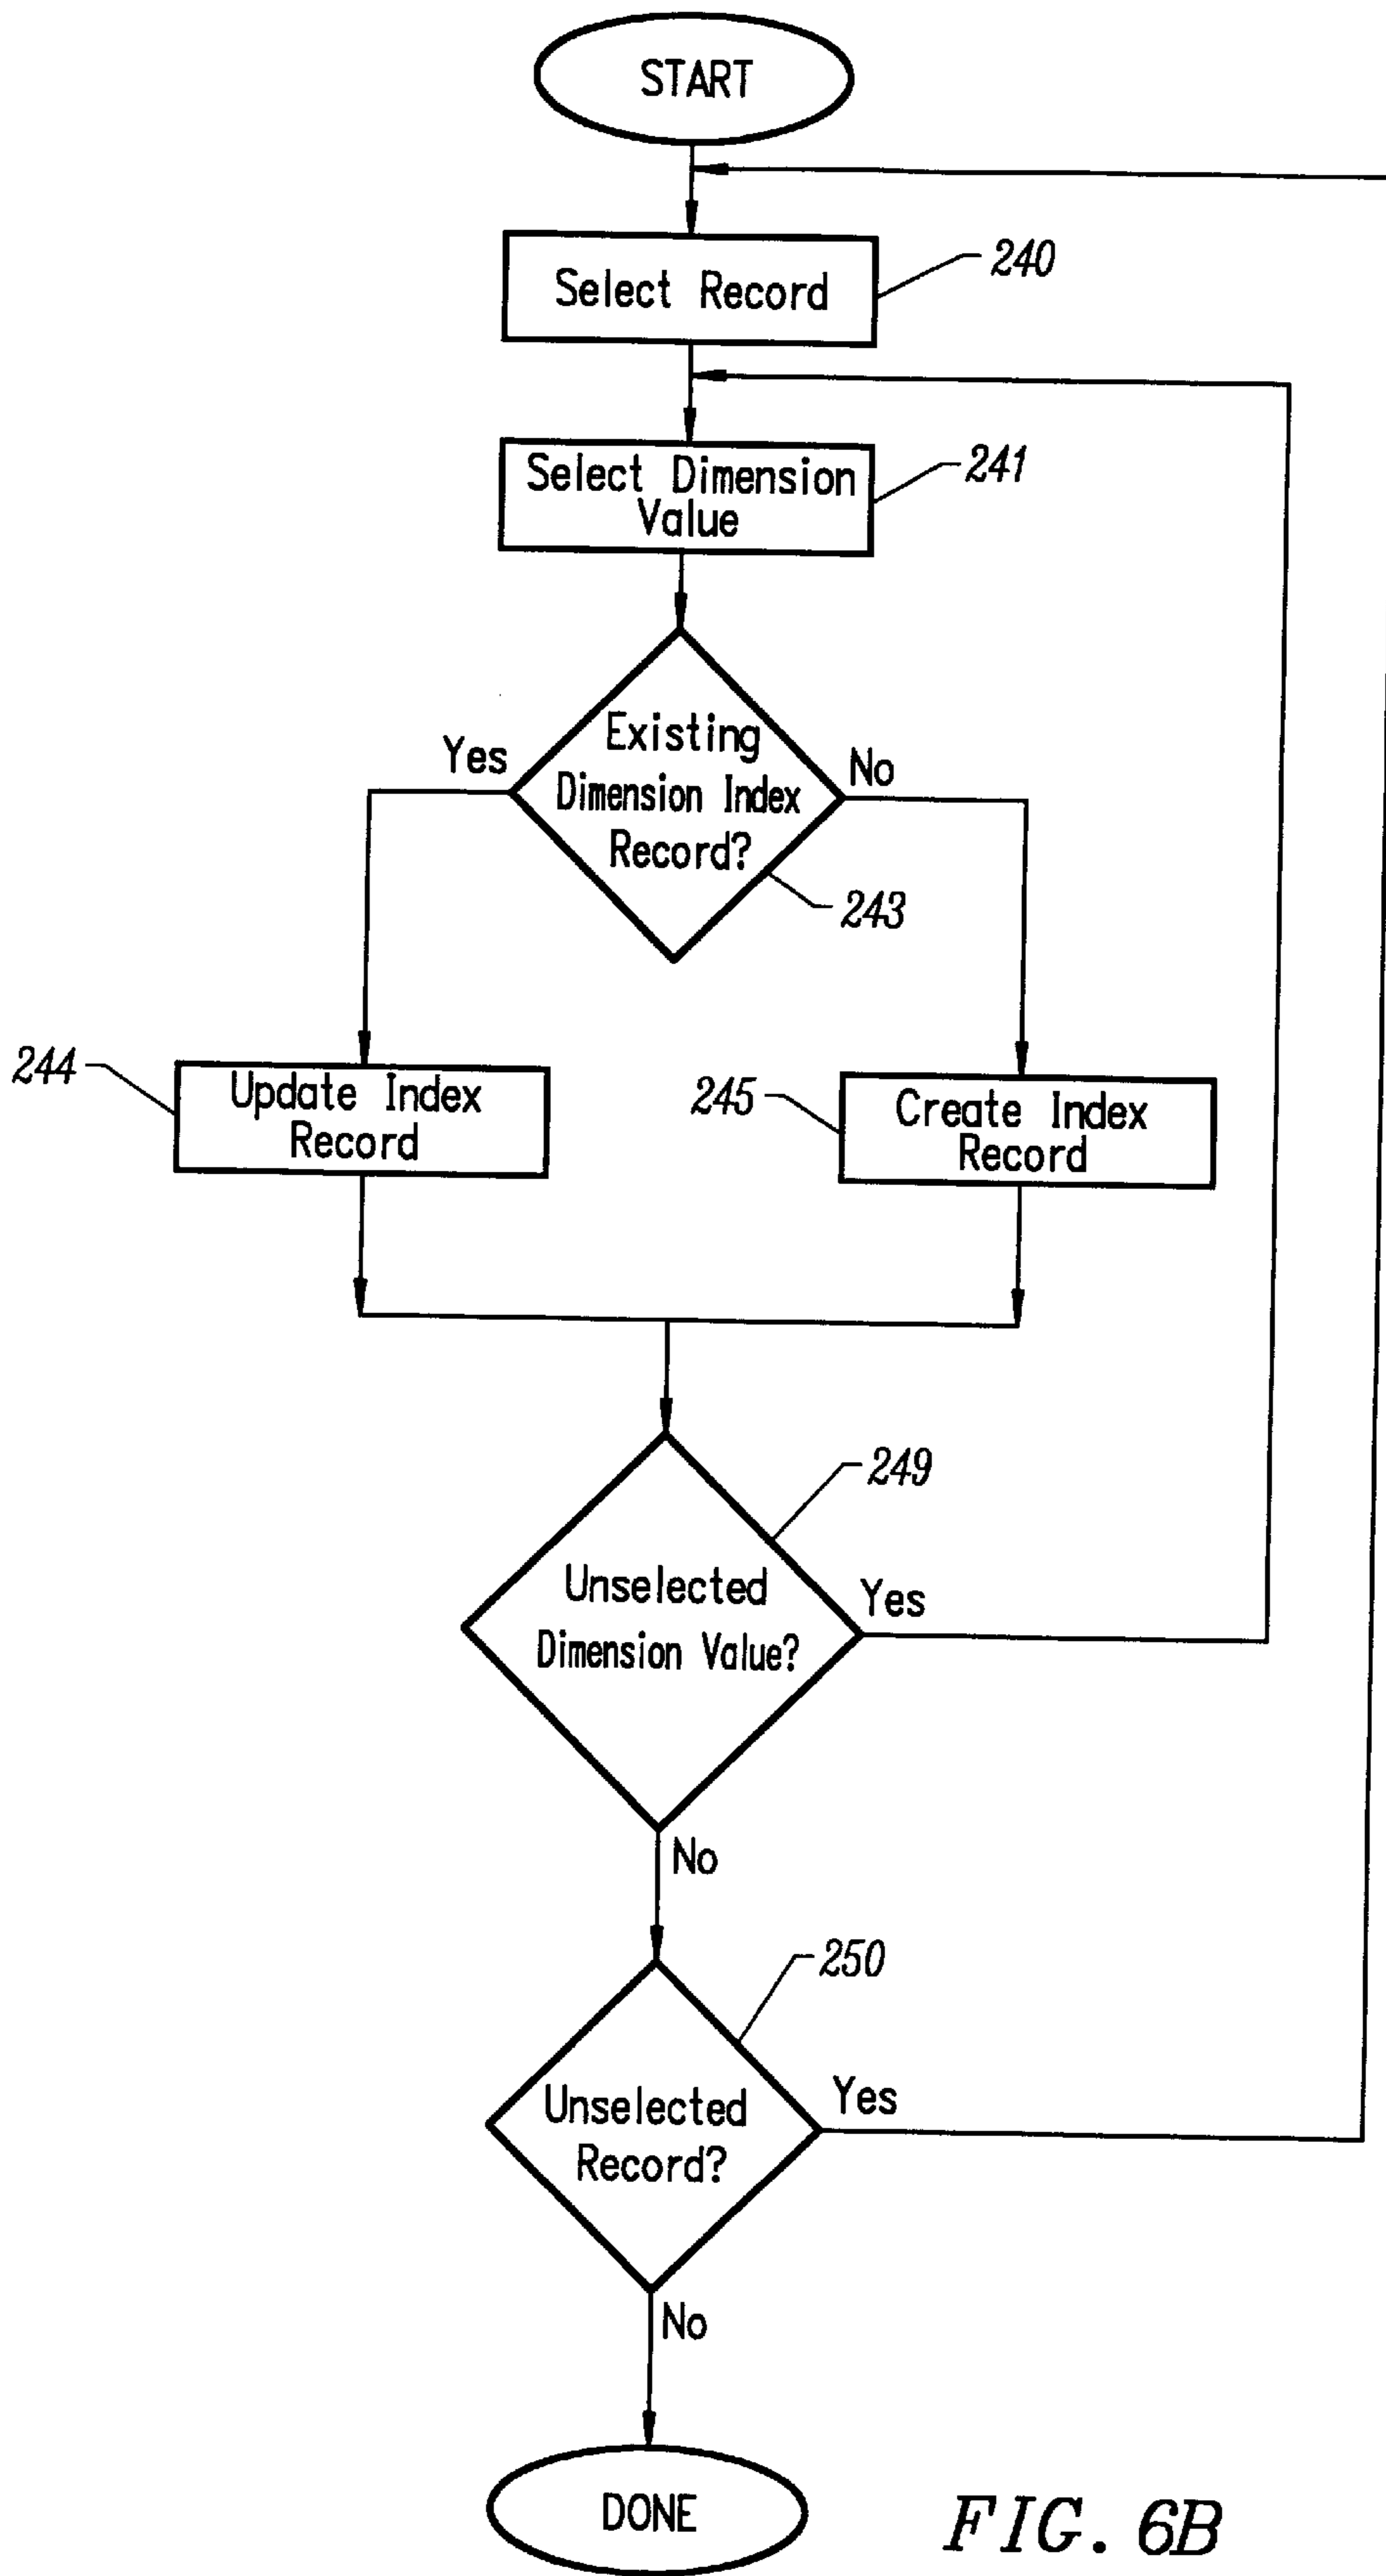 START
240
Select Record
241
Select Dimension
Value
Existing
Dimension Index
Record?
Yes
No
243
244
Update Index
Record
245
Create Index
Record
249
Unselected
Dimension Value?
Yes
No
250
Unselected
Record?
Yes
No
DONE
FIG. 6B